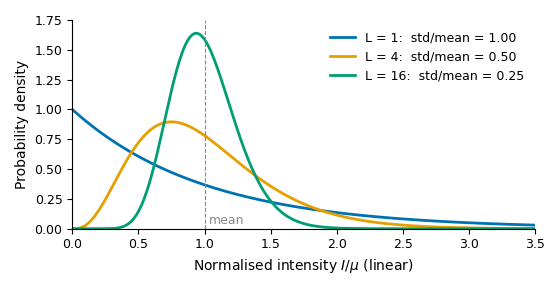 1.75
1.50
1.25
1.00
0.75
0.50
0.25
0.00
Probability density
L = 1: std/mean = 1.00
L = 4: std/mean = 0.50
L = 16: std/mean = 0.25
mean
0.0 0.5 1.0 1.5 2.0 2.5 3.0 3.5
Normalised intensity I/μ (linear)